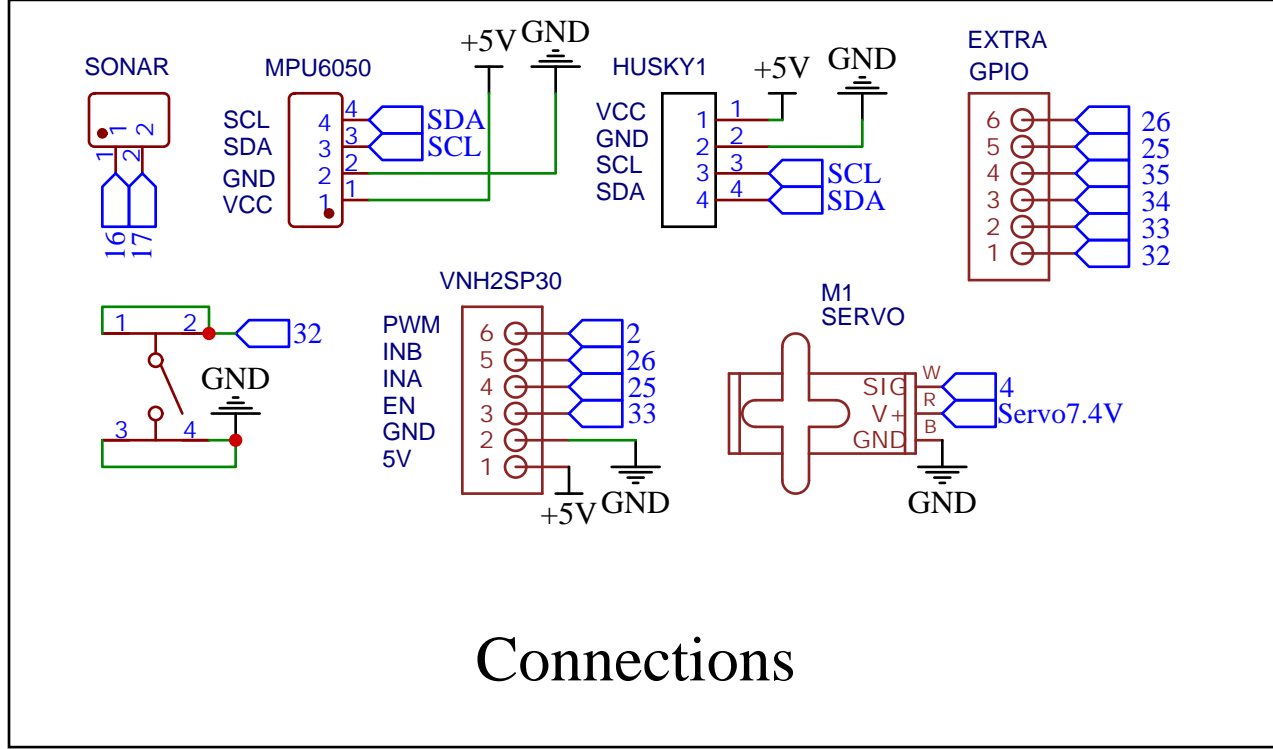 SONAR
1 2
1 2
16 17
MPU6050
+5V GND
SCL 4 4 SDA
SDA 3 3 SCL
GND 2 2
VCC 1 1
HUSKY1
+5V GND
VCC 1 1
GND 2 2
SCL 3 3 SCL
SDA 4 4 SDA
EXTRA
GPIO
6 26
5 25
4 35
3 34
2 33
1 32
1 2 32
GND
3 4
VNH2SP30
PWM 6 2
INB 5 26
INA 4 25
EN 3 33
GND 2
5V 1
+5V GND
M1
SERVO
SIG W 4
V+ R Servo7.4V
GND B
GND
Connections